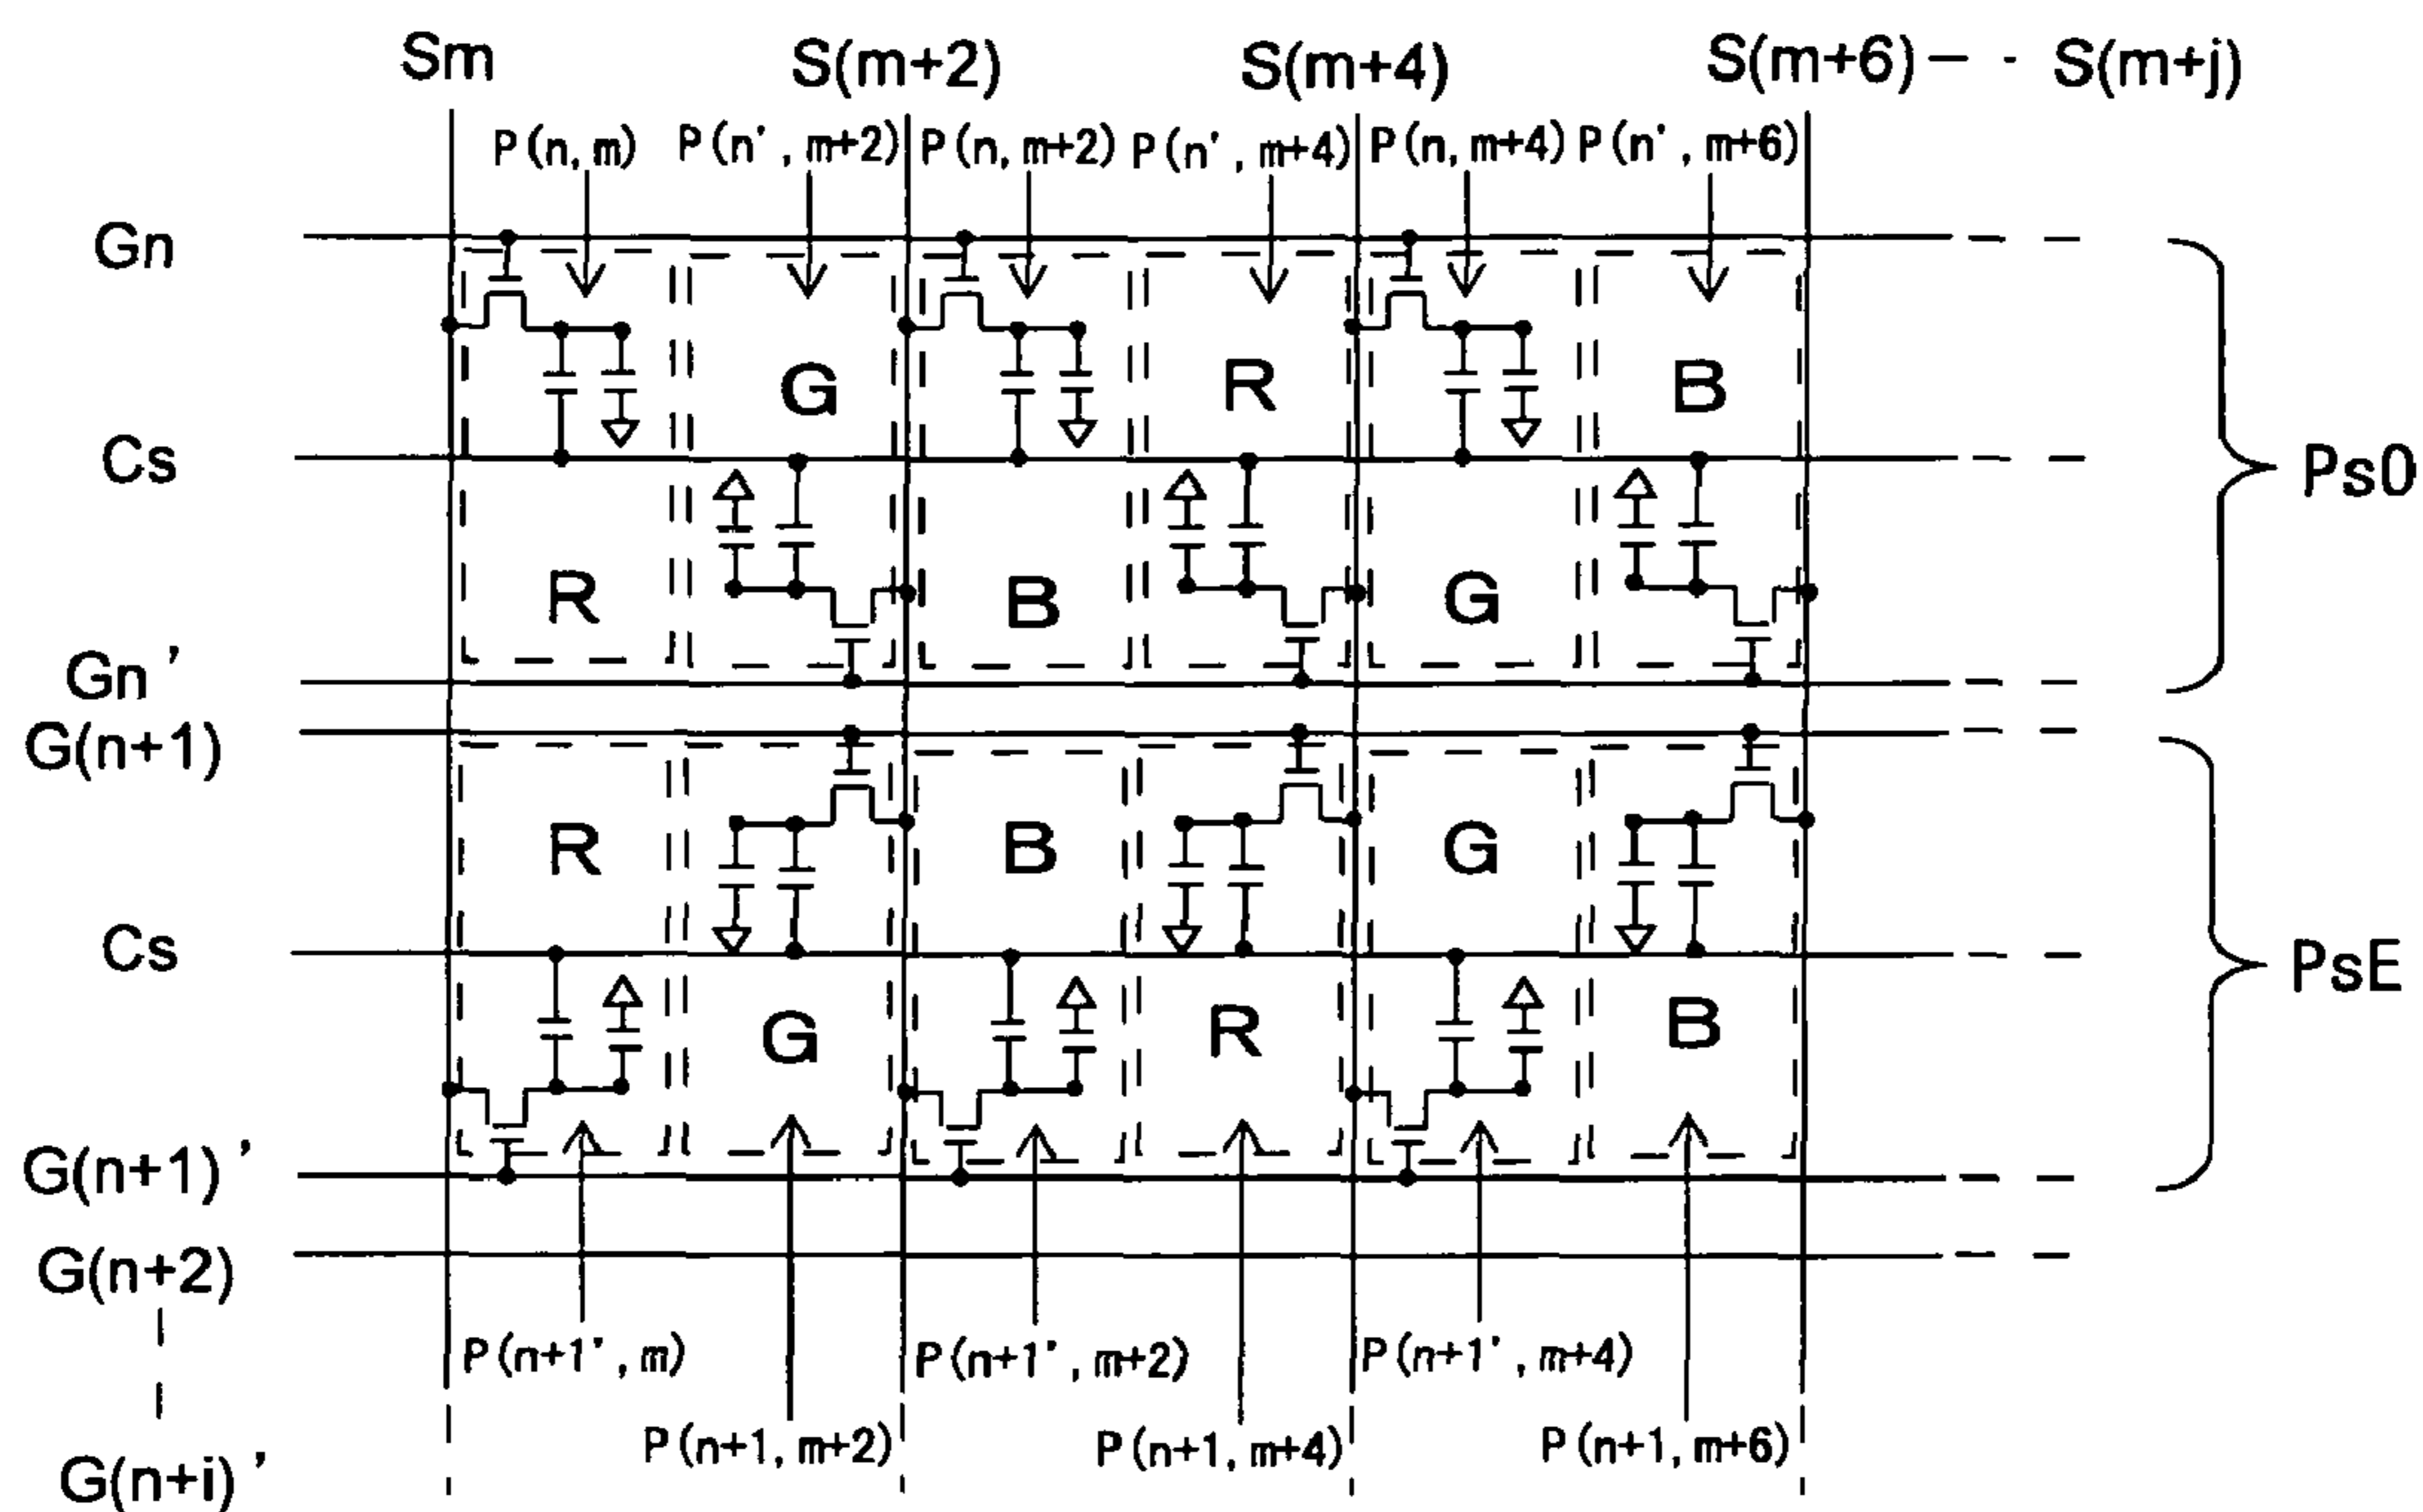 Sm S(m+2) S(m+4) S(m+6)— - S(m+j)
P(n,m) P(n',m+2) P(n,m+2) P(n',m+4) P(n,m+4) P(n',m+6)
Gn
G R B
Cs
PsO
R B G
Gn'
G(n+1)
R B G
Cs
PsE
G R B
G(n+1)'
G(n+2)
P(n+1',m) P(n+1',m+2) P(n+1',m+4)
P(n+1,m+2) P(n+1,m+4) P(n+1,m+6)
G(n+i)'